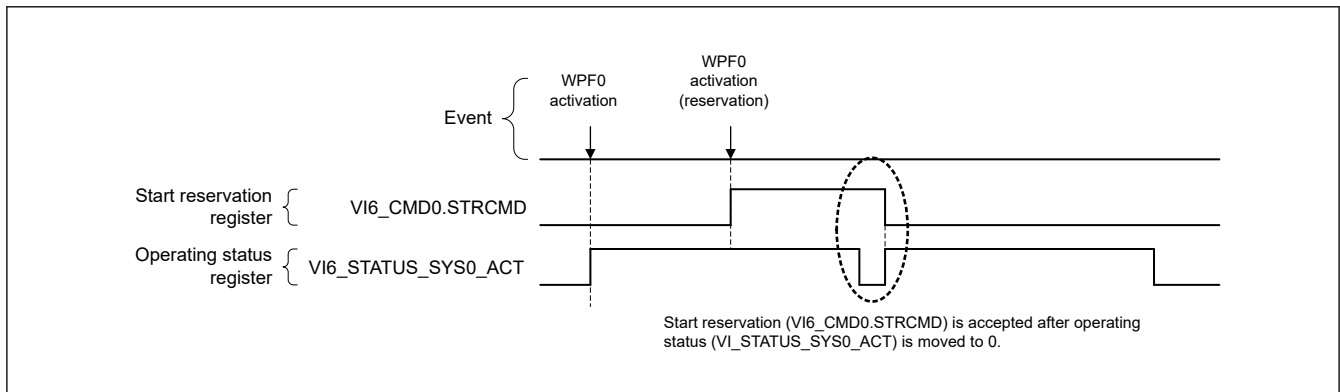 WPF0
activation
WPF0
activation
(reservation)
Event
Start reservation
register
VI6_CMD0.STRCMD
Operating status
register
VI6_STATUS_SYS0_ACT
Start reservation (VI6_CMD0.STRCMD) is accepted after operating
status (VI_STATUS_SYS0_ACT) is moved to 0.